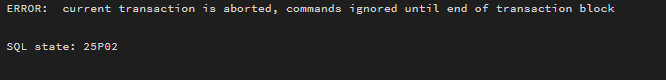 ERROR:  current transaction is aborted, commands ignored until end of transaction block
SQL state: 25P02